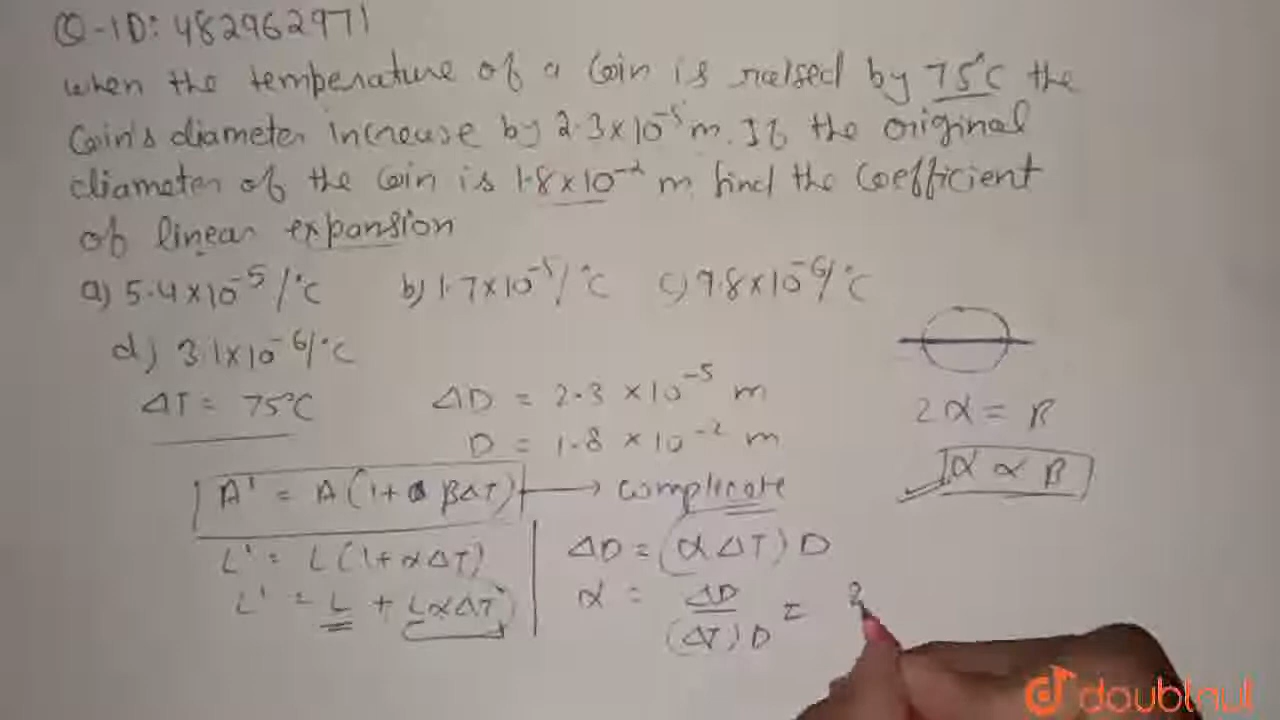 Q-ID: 482962971
when the temperature of a Coin is raised by 75°C the
Coin's diameter increase by 2.3×10⁻⁵ m. If the original
diameter of the Coin is 1.8×10⁻² m find the Coefficient
of linear expansion
a) 5.4×10⁻⁵/°C b) 1.7×10⁻⁵/°C c) 9.8×10⁻⁶/°C
d) 3.1×10⁻⁶/°C
ΔT = 75°C ΔD = 2.3 × 10⁻⁵ m
D = 1.8 × 10⁻² m
2α = β
α ∝ β
A' = A(1+ βΔT) → Complicate
L' = L(1+αΔT)
L' = L + LαΔT
ΔD = (αΔT) D
α = ΔD/(ΔT)D =
doubtnut